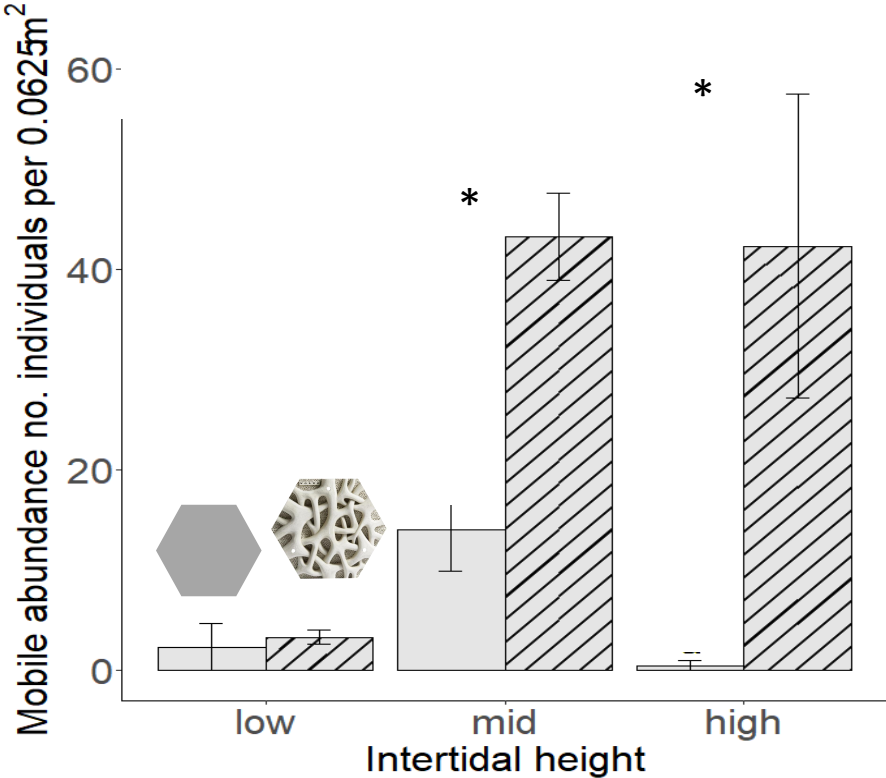 Mobile abundance no. individuals per 0.0625m²
60
*
*
40
20
0
low mid high
Intertidal height